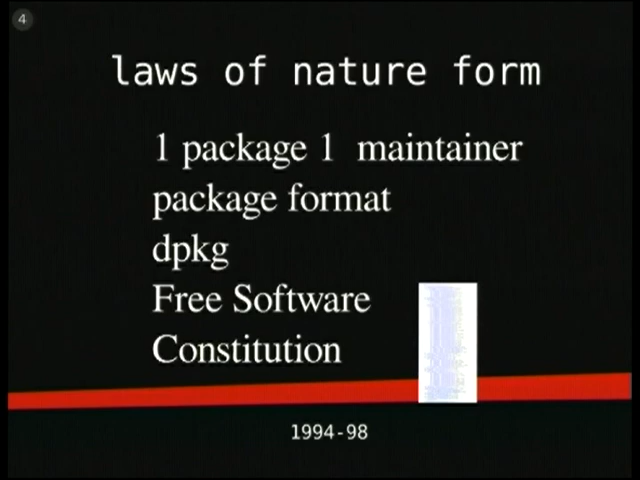 4
laws of nature form
1 package 1 maintainer
package format
dpkg
Free Software
Constitution
1994-98